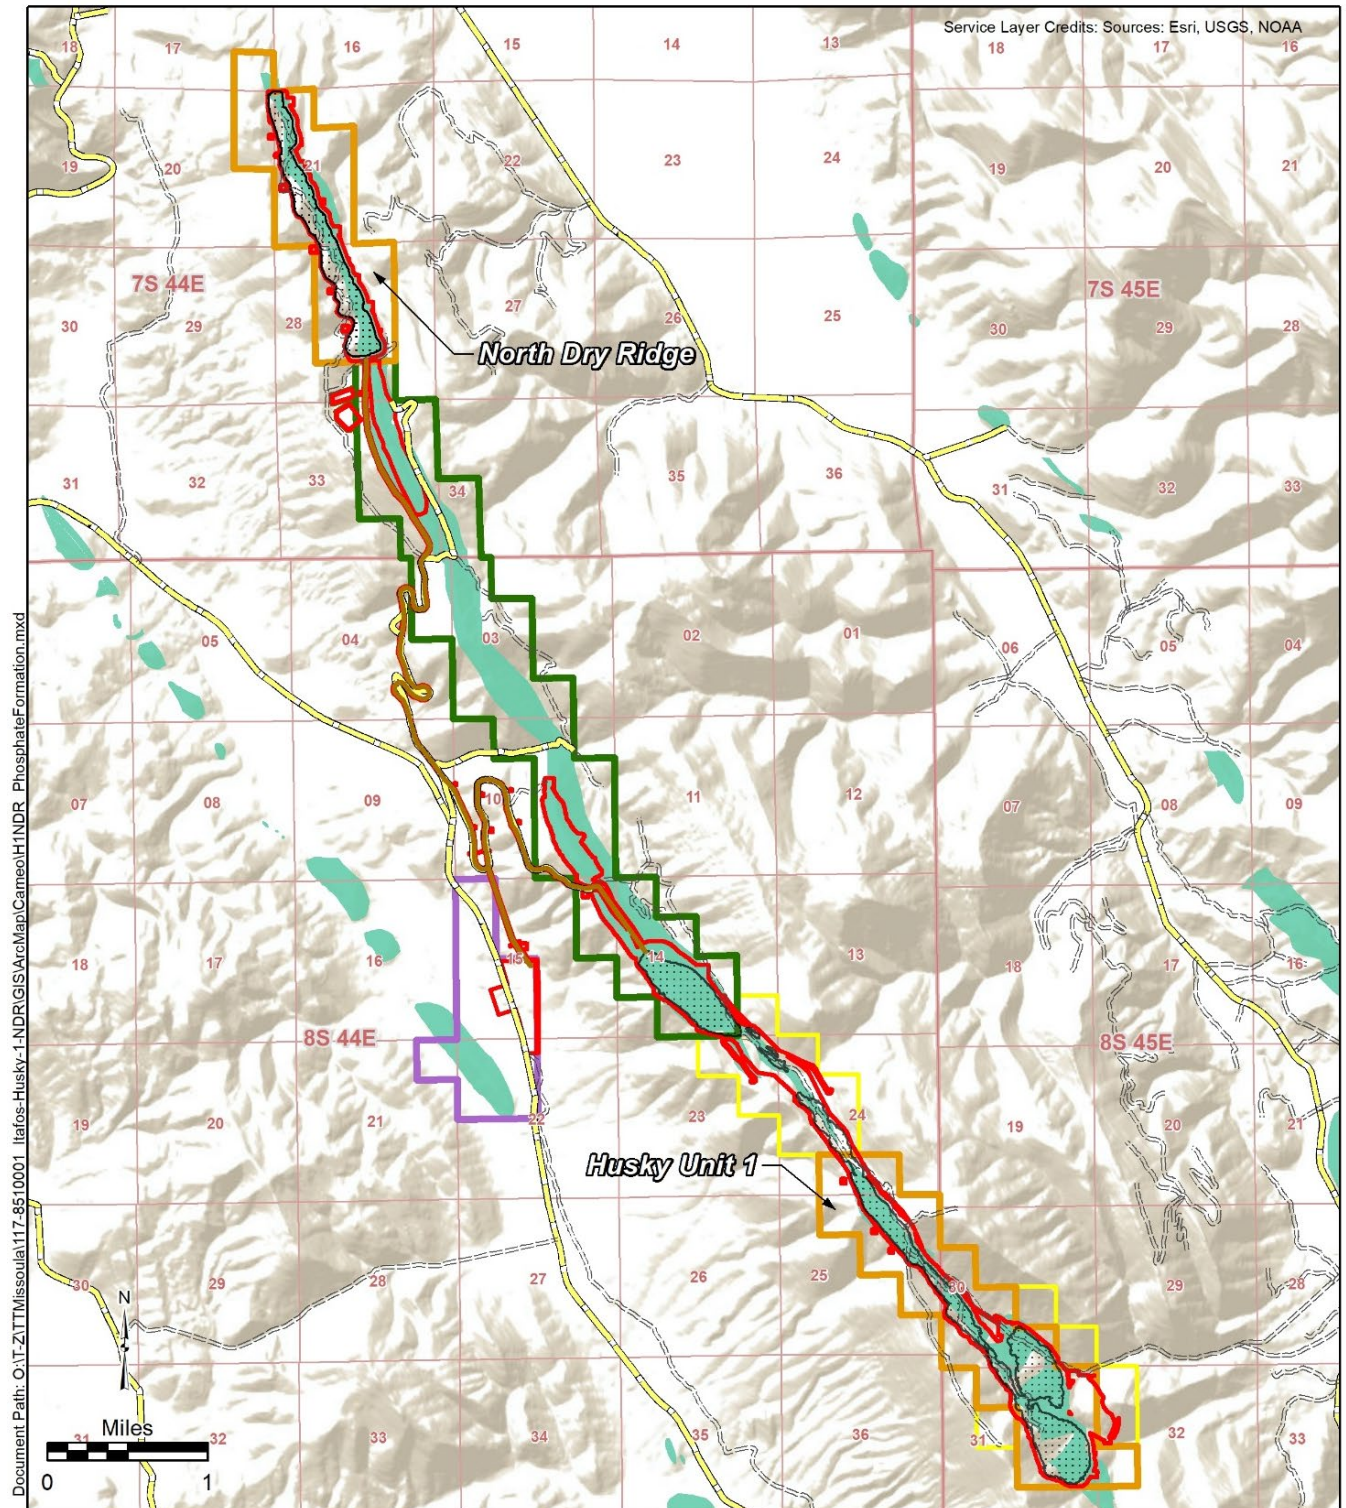 Service Layer Credits: Sources: Esri, USGS, NOAA
18 17 16 15 14 13 18 17 16
19 20 21 22 23 24 19 20 21
7S 44E
7S 45E
30 29 28 27 26 25 30 29 28
North Dry Ridge
31 32 33 34 35 36 31 32 33
05 04 03 02 01 06 05 04
07 08 09 10 11 12 07 08 09
18 17 16 15 14 13 18 17 16
8S 44E
8S 45E
19 20 21 22 23 24 19 20 21
Husky Unit 1
30 29 28 27 26 25 30 29 28
N
Miles
31 32 33 34 35 36 31 32 33
0 1
Document Path: O:\T-Z\TTMissoula\117-8510001_Itafos-Husky-1-NDR\GIS\ArcMap\Cameo\H1NDR_PhosphateFormation.mxd